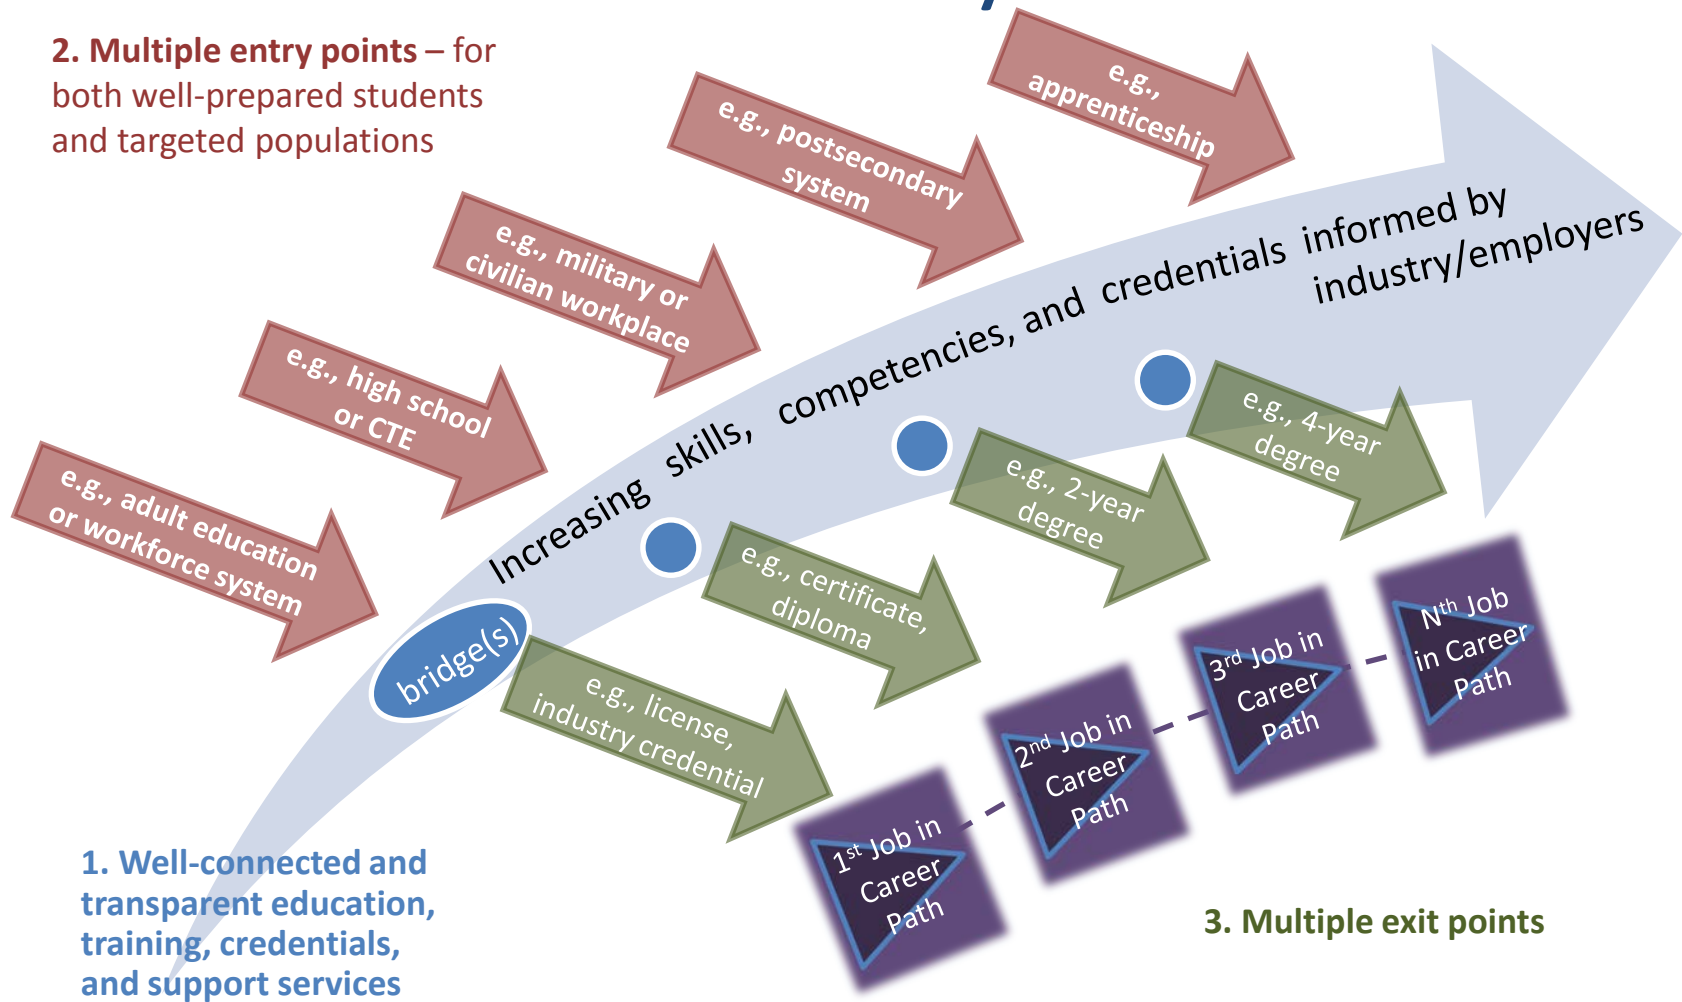 2. Multiple entry points – for
both well-prepared students
and targeted populations
e.g.,
apprenticeship
e.g., postsecondary
system
e.g., military or
civilian workplace
e.g., high school
or CTE
e.g., adult education
or workforce system
Increasing skills, competencies, and credentials informed by
industry/employers
bridge(s)
e.g., 4-year
degree
e.g., 2-year
degree
e.g., certificate,
diploma
e.g., license,
industry credential
1st Job in
Career
Path
2nd Job in
Career
Path
3rd Job in
Career
Path
Nth Job
in Career
Path
1. Well-connected and
transparent education,
training, credentials,
and support services
3. Multiple exit points